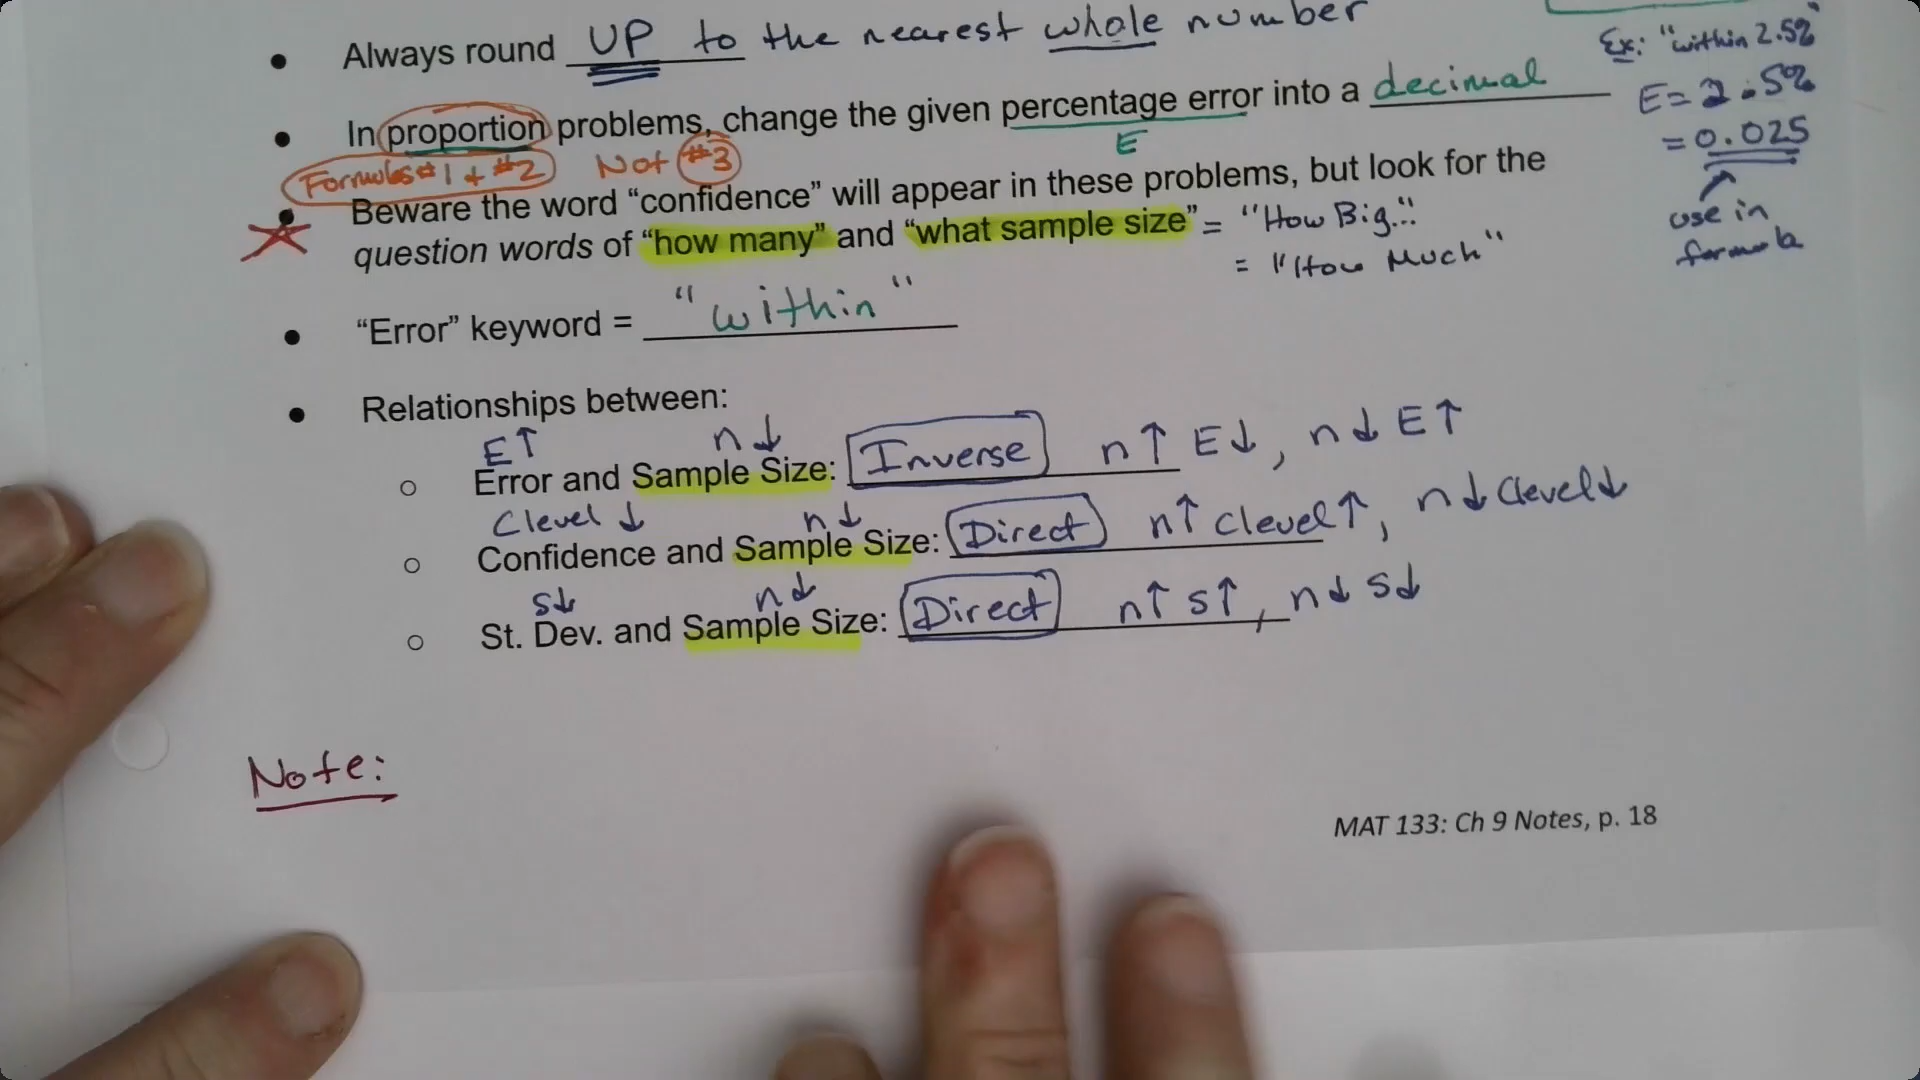 • Always round UP to the nearest whole number
Ex: "within 2.5%"
• In proportion problems, change the given percentage error into a decimal
E = 2.5%
= 0.025
E
Formulas #1 + #2 Not #3
use in
formula
• Beware the word “confidence” will appear in these problems, but look for the
question words of “how many” and “what sample size” = "How Big.."
= "How Much"
• “Error” keyword = "within"
• Relationships between:
E↑ n↓
○ Error and Sample Size: Inverse n↑ E↓, n↓ E↑
Clevel ↓ n↓
○ Confidence and Sample Size: Direct n↑ clevel↑, n↓ Clevel↓
s↓ n↓
○ St. Dev. and Sample Size: Direct n↑ s↑, n↓ s↓
Note:
MAT 133: Ch 9 Notes, p. 18